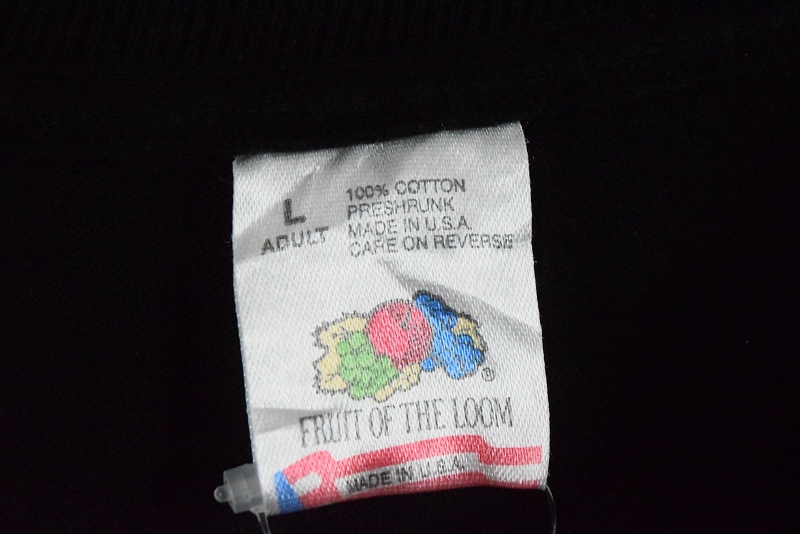 L
ADULT
100% COTTON
PRESHRUNK
MADE IN U.S.A.
CARE ON REVERSE
®
FRUIT OF THE LOOM
MADE IN U.S.A.